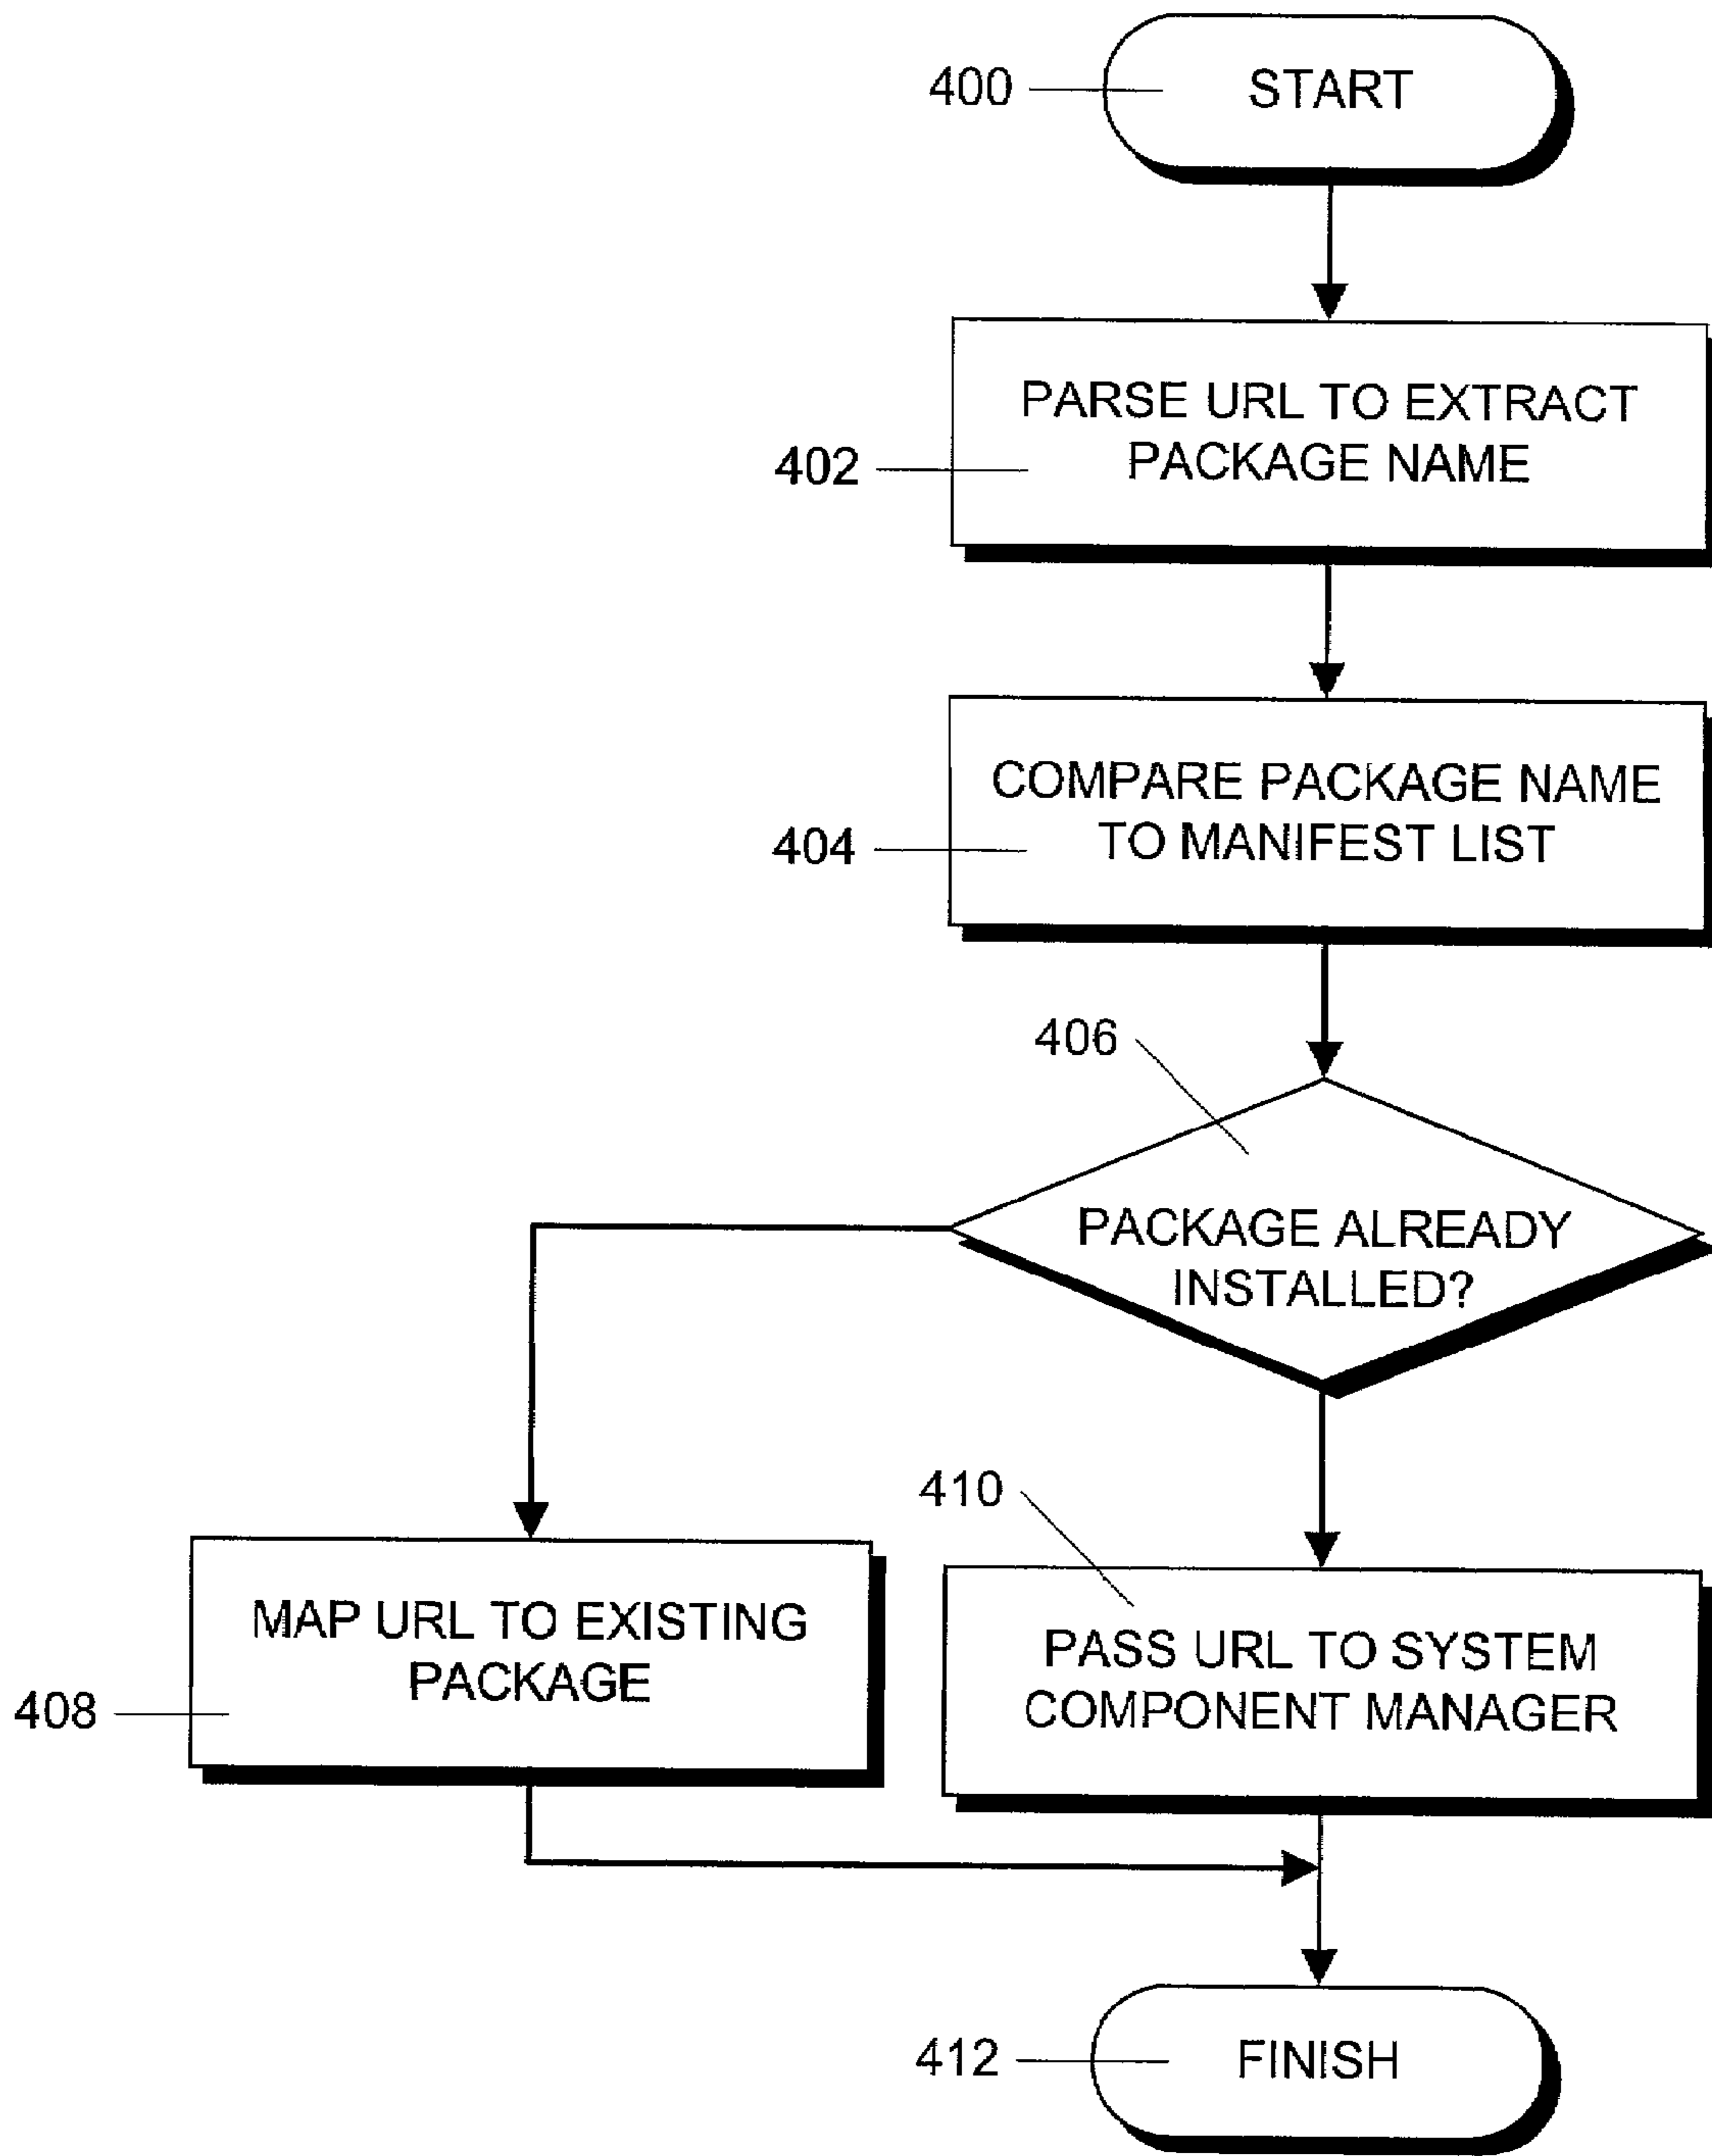 400
START
402
PARSE URL TO EXTRACT
PACKAGE NAME
404
COMPARE PACKAGE NAME
TO MANIFEST LIST
406
PACKAGE ALREADY
INSTALLED?
408
MAP URL TO EXISTING
PACKAGE
410
PASS URL TO SYSTEM
COMPONENT MANAGER
412
FINISH